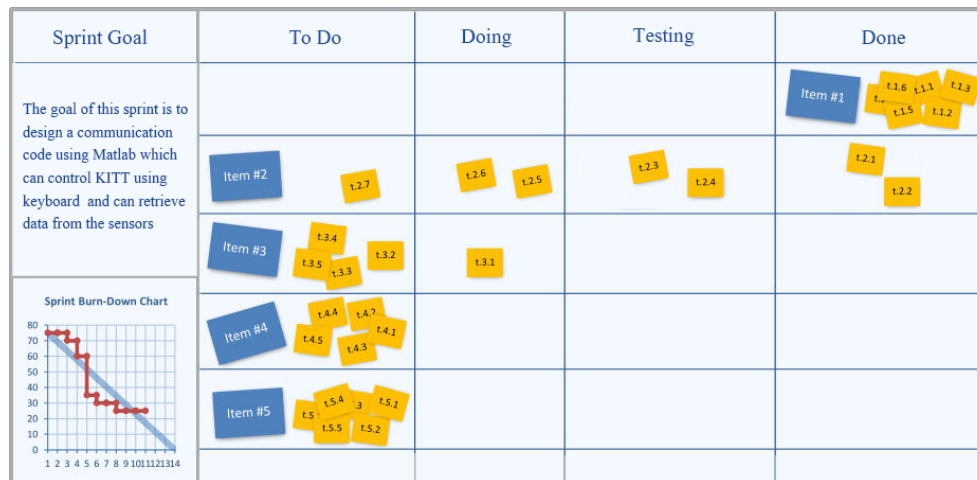 Sprint Goal
To Do
Doing
Testing
Done
The goal of this sprint is to
design a communication
code using Matlab which
can control KITT using
keyboard and can retrieve
data from the sensors
Item #1
t.1.6
t.1.1
t.1.3
t.1.5
t.1.2
Item #2
t.2.7
t.2.6
t.2.5
t.2.3
t.2.4
t.2.1
t.2.2
Item #3
t.3.4
t.3.5
t.3.3
t.3.2
t.3.1
Item #4
t.4.4
t.4.2
t.4.1
t.4.5
t.4.3
Item #5
t.5.4
t.5.1
t.5.5
t.5.2
Sprint Burn-Down Chart
80
70
60
50
40
30
20
10
0
1 2 3 4 5 6 7 8 9 1011121314